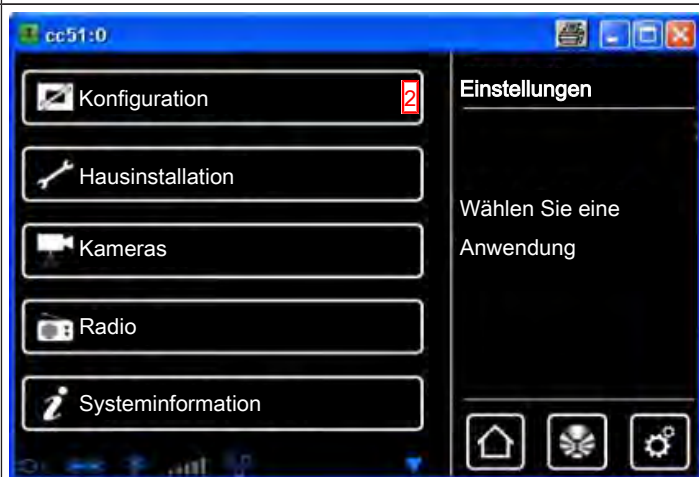 cc51:0
Konfiguration 2
Hausinstallation
Kameras
Radio
Systeminformation
Einstellungen
Wählen Sie eine
Anwendung